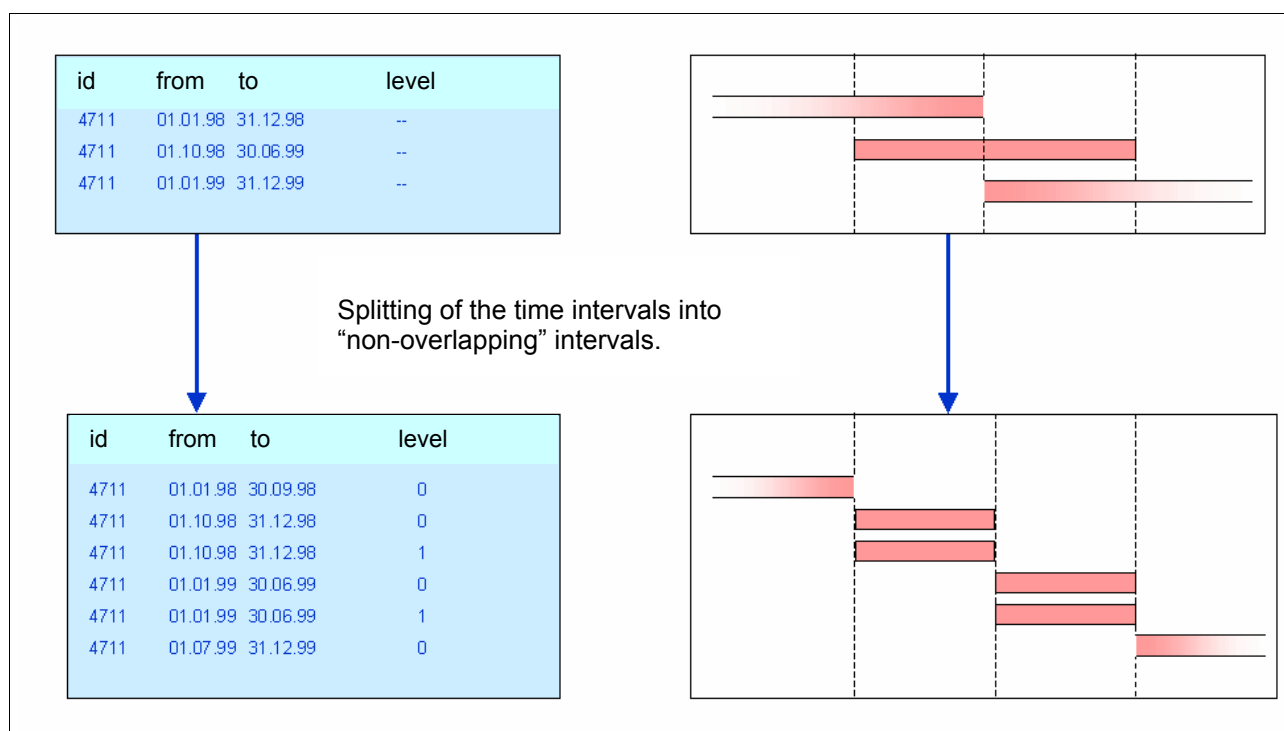 id from to level
4711 01.01.98 31.12.98 --
4711 01.10.98 30.06.99 --
4711 01.01.99 31.12.99 --
Splitting of the time intervals into
“non-overlapping” intervals.
id from to level
4711 01.01.98 30.09.98 0
4711 01.10.98 31.12.98 0
4711 01.10.98 31.12.98 1
4711 01.01.99 30.06.99 0
4711 01.01.99 30.06.99 1
4711 01.07.99 31.12.99 0